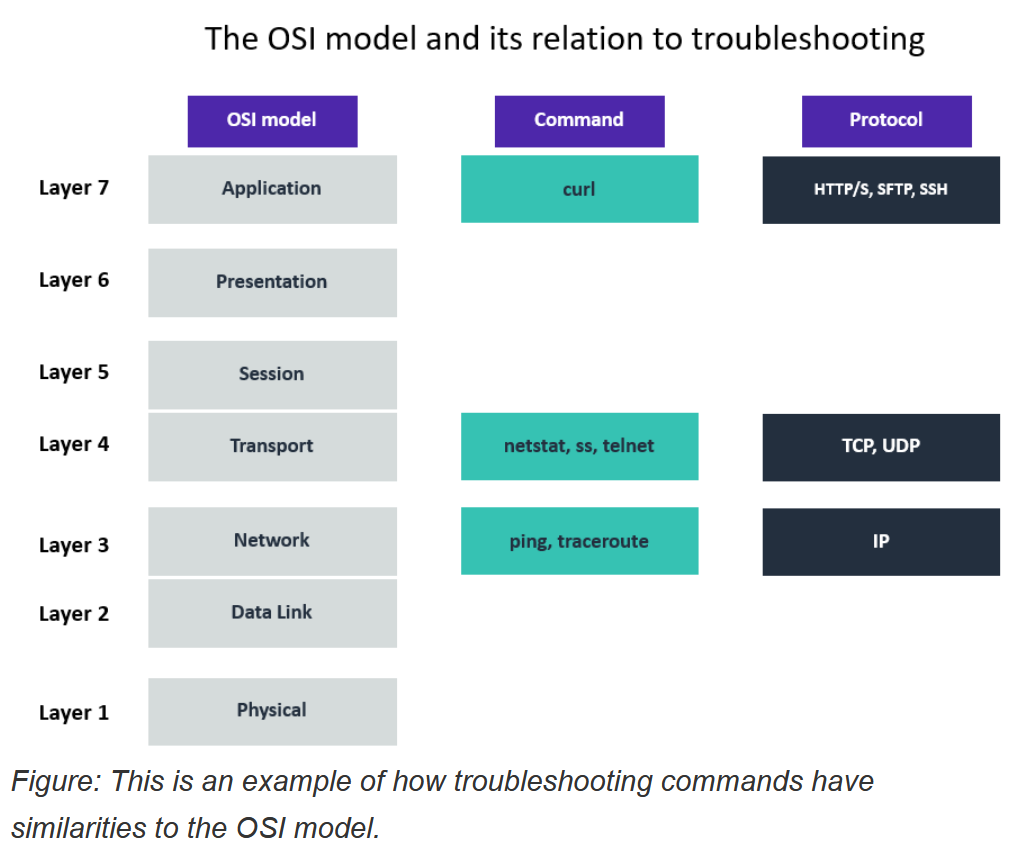 The OSI model and its relation to troubleshooting
OSI model Command Protocol
Layer 7 Application curl HTTP/S, SFTP, SSH
Layer 6 Presentation
Layer 5 Session
Layer 4 Transport netstat, ss, telnet TCP, UDP
Layer 3 Network ping, traceroute IP
Layer 2 Data Link
Layer 1 Physical
Figure: This is an example of how troubleshooting commands have
similarities to the OSI model.